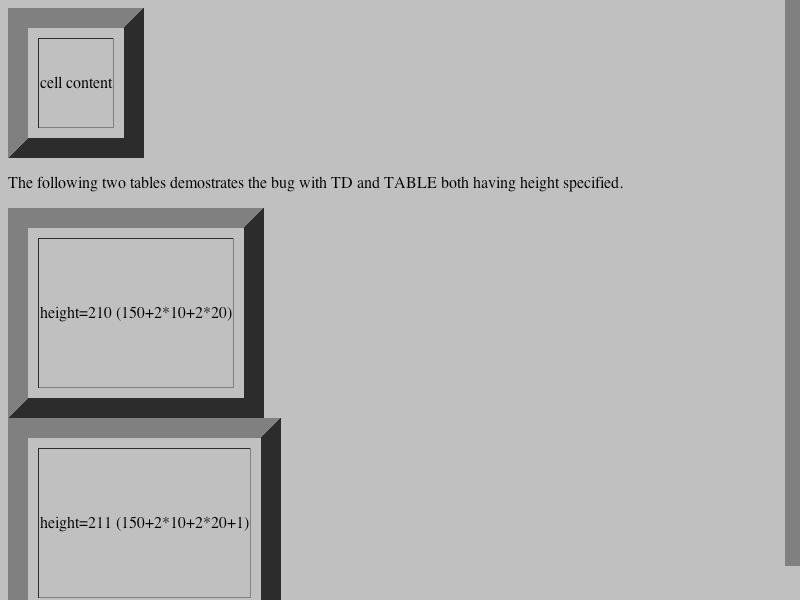 cell content
The following two tables demostrates the bug with TD and TABLE both having height specified.
height=210 (150+2*10+2*20)
height=211 (150+2*10+2*20+1)